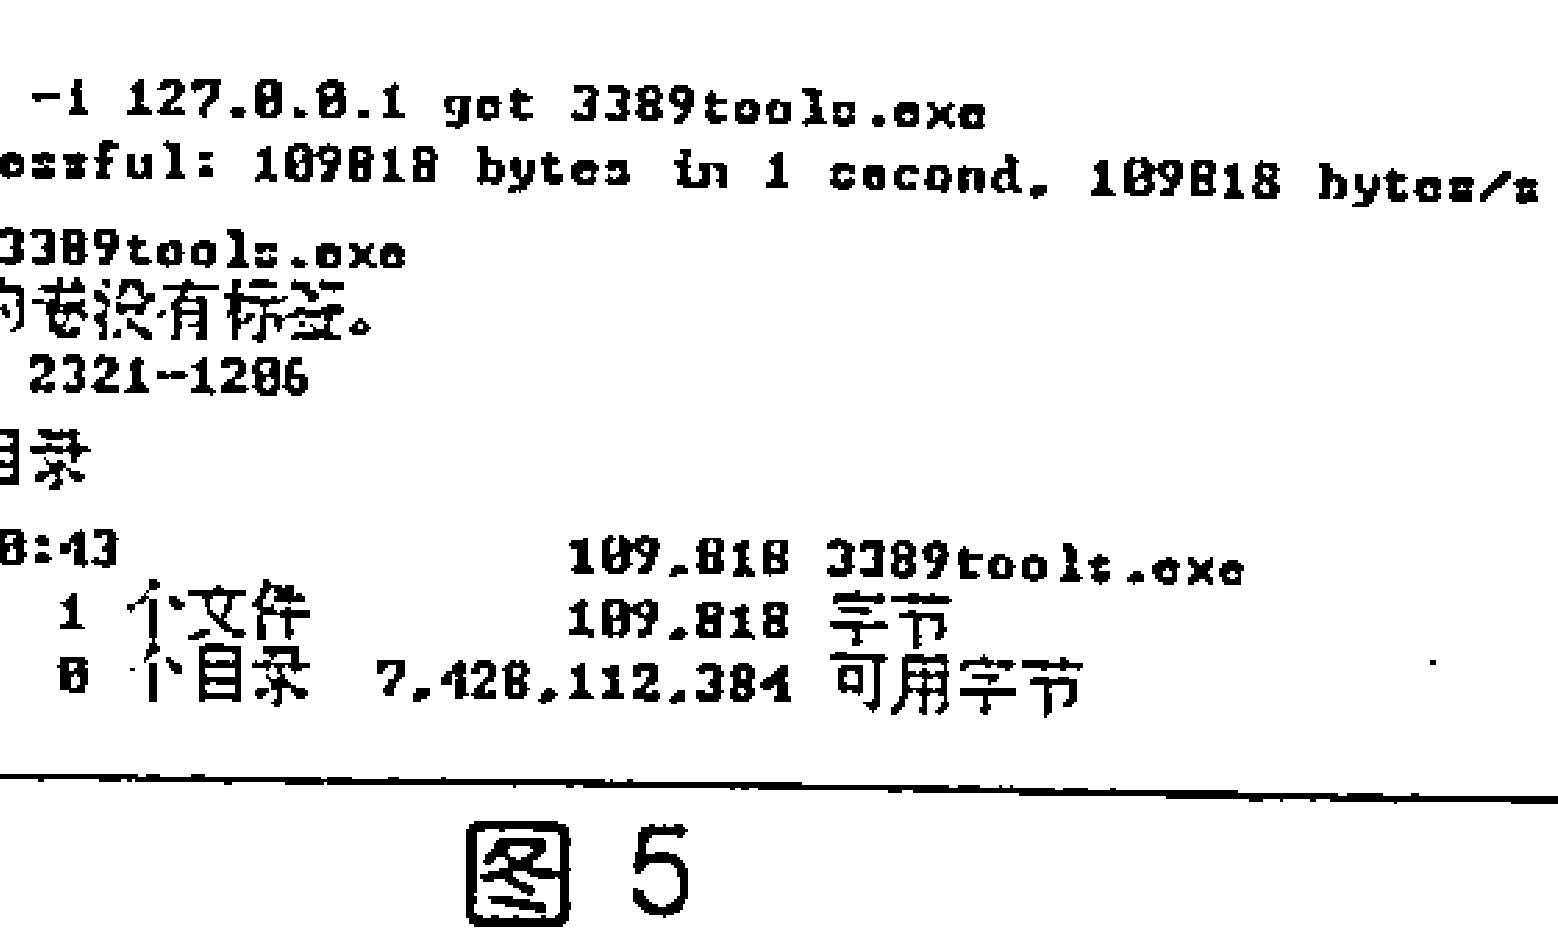 -i 127.0.0.1 get 3389tools.exe
essful: 109818 bytes in 1 second, 109818 bytes/s
3389tools.exe
的卷没有标签。
2321-1206
目录
0:43 109,818 3389tools.exe
1 个文件 109,818 字节
0 个目录 7,428,112,384 可用字节
图 5